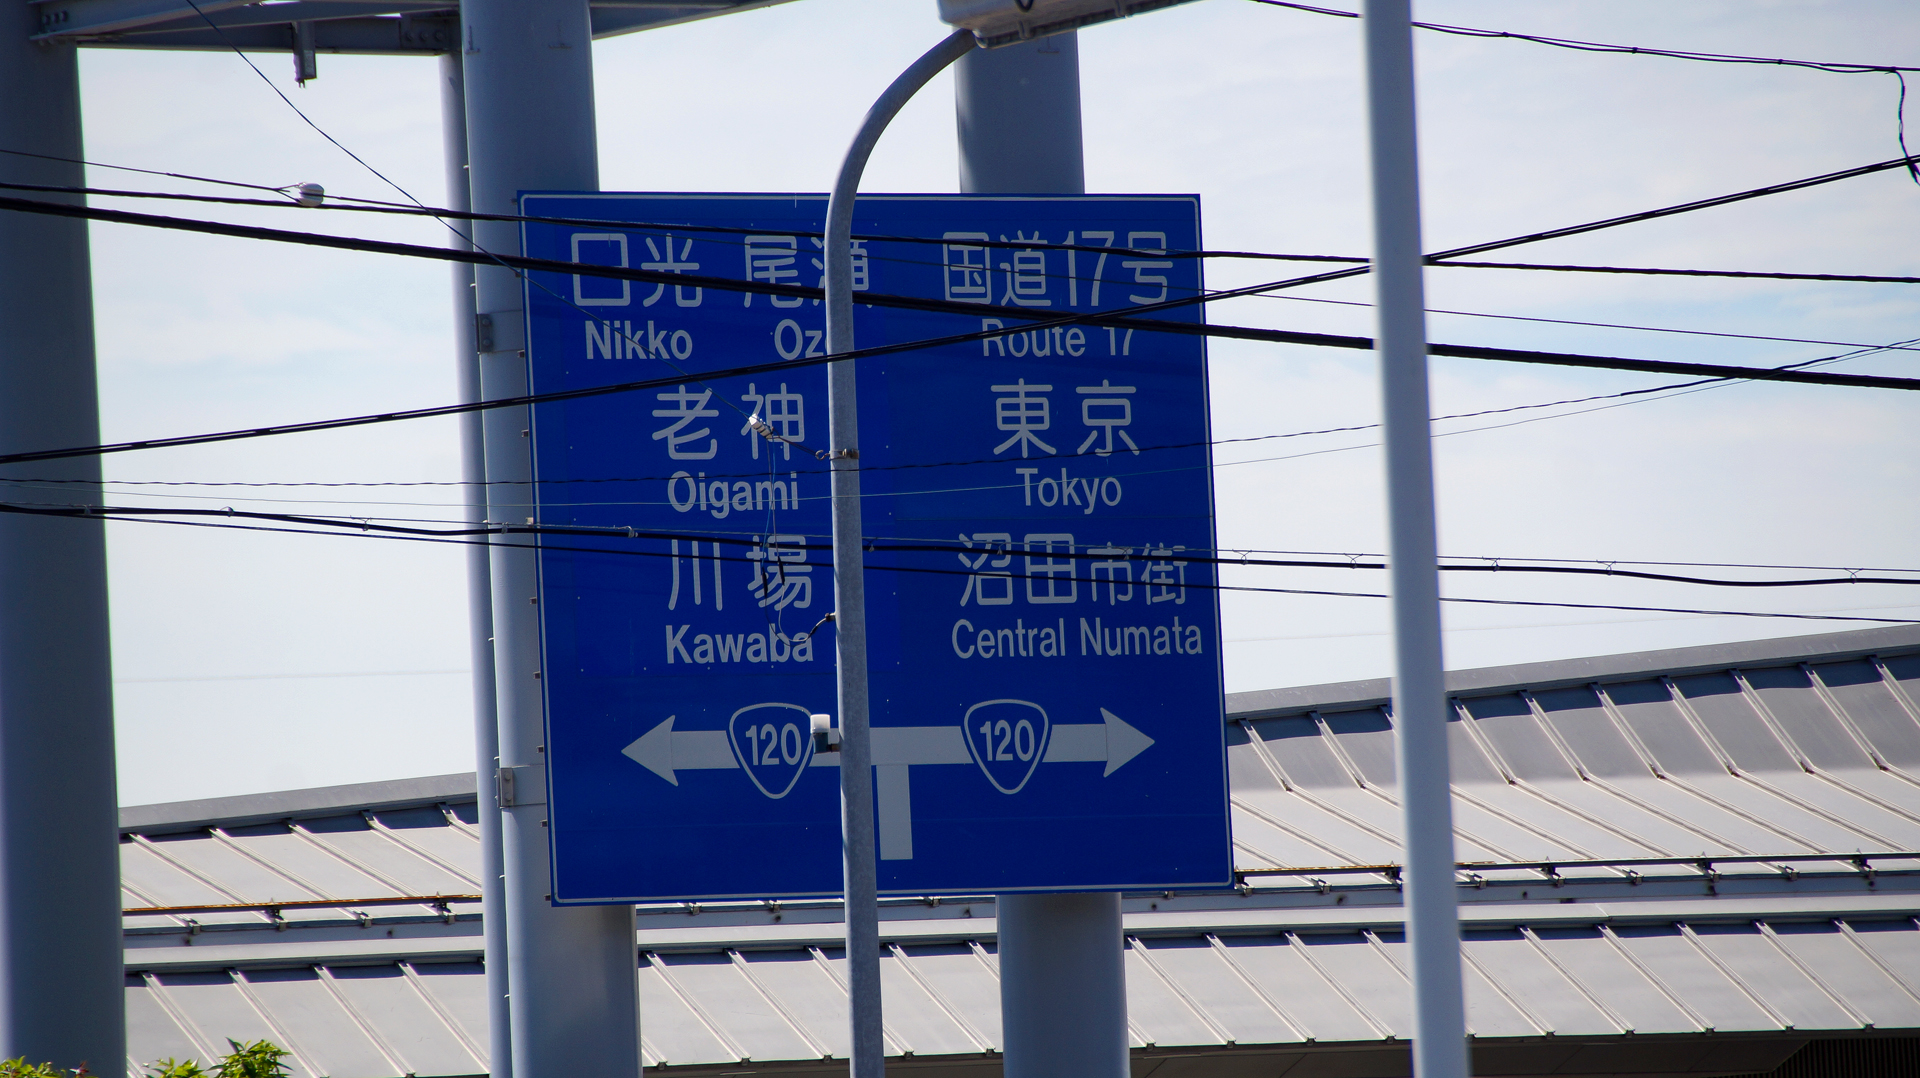 日光 尾瀬
Nikko Oz
老神
Oigami
川場
Kawaba
120
国道17号
Route 17
東京
Tokyo
沼田市街
Central Numata
120